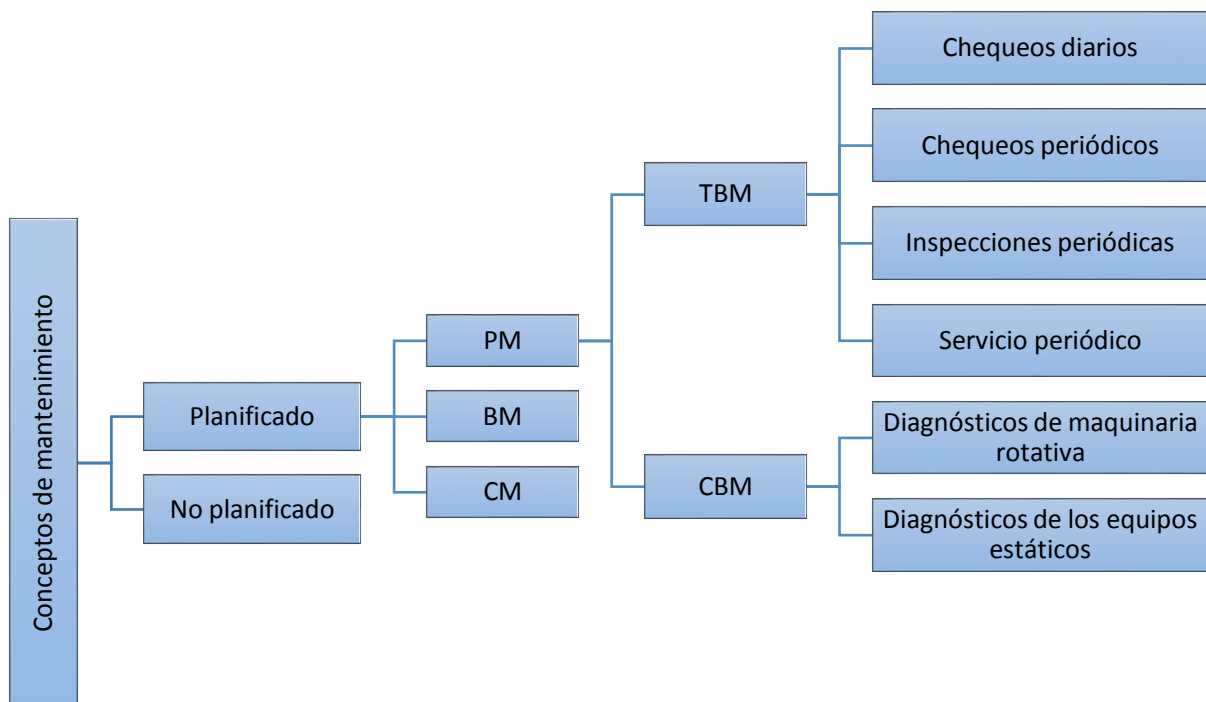 Conceptos de mantenimiento
Planificado
No planificado
PM
BM
CM
TBM
CBM
Chequeos diarios
Chequeos periódicos
Inspecciones periódicas
Servicio periódico
Diagnósticos de maquinaria
rotativa
Diagnósticos de los equipos
estáticos